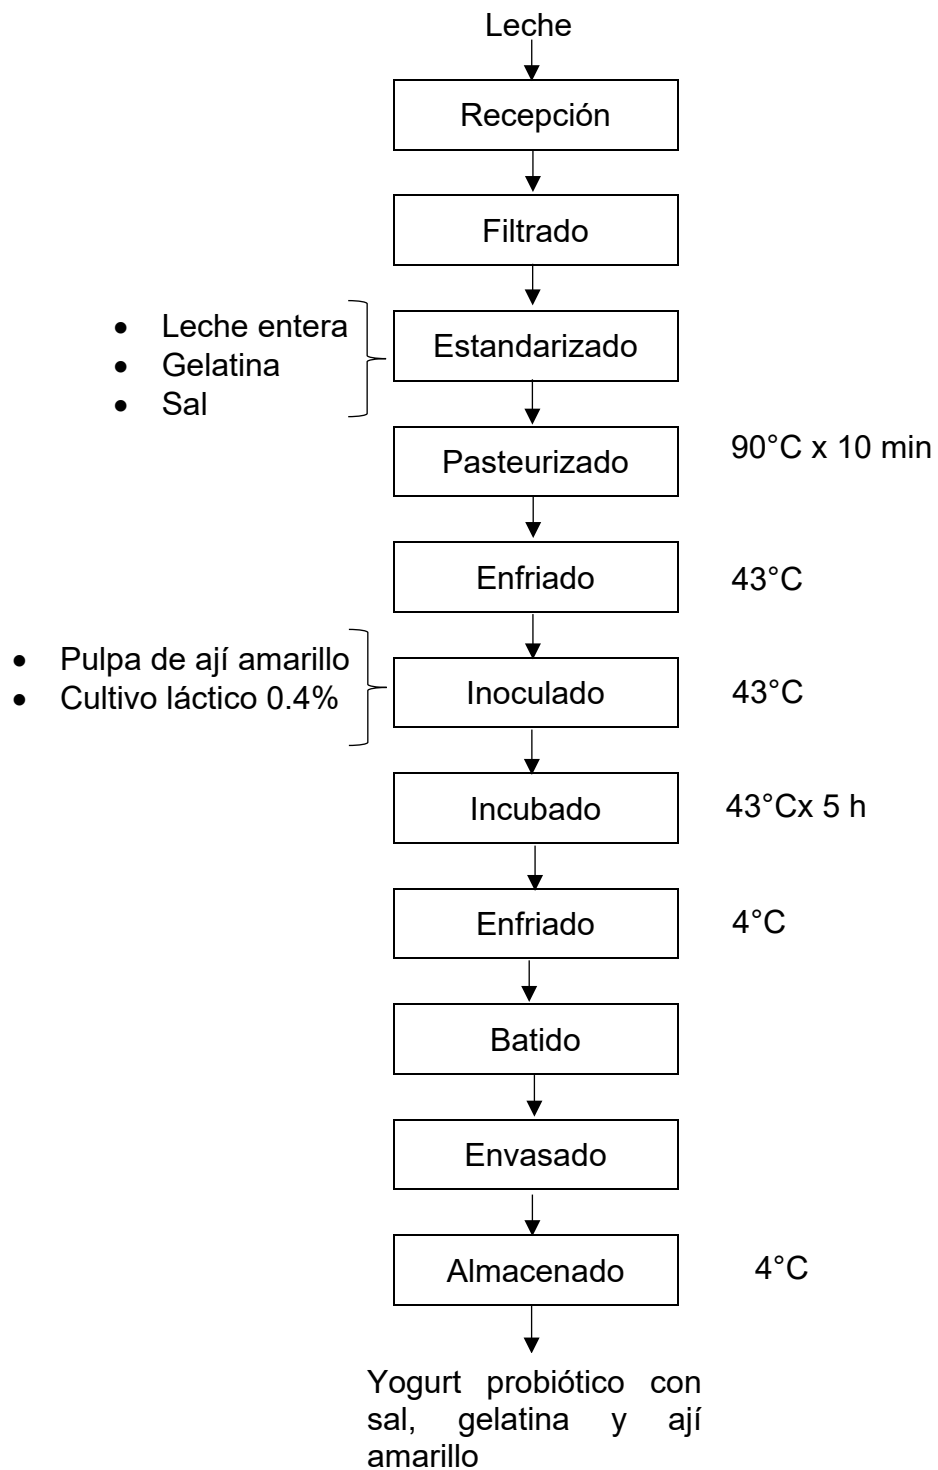 Leche
Recepción
Filtrado
• Leche entera
• Gelatina
• Sal
Estandarizado
Pasteurizado
90°C x 10 min
Enfriado
43°C
• Pulpa de ají amarillo
• Cultivo láctico 0.4%
Inoculado
43°C
Incubado
43°Cx 5 h
Enfriado
4°C
Batido
Envasado
Almacenado
4°C
Yogurt probiótico con
sal, gelatina y ají
amarillo